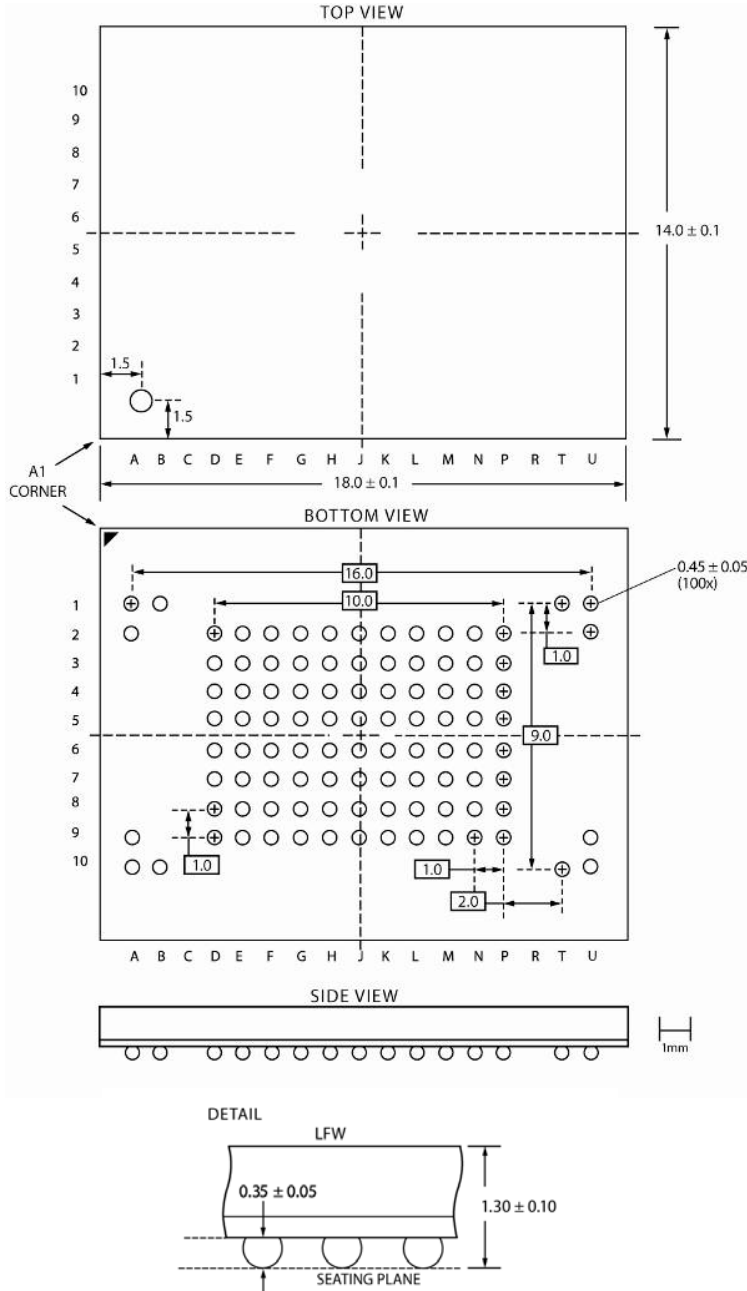 TOP VIEW
10
9
8
7
6
5
4
3
2
1
1.5
1.5
14.0 ± 0.1
A B C D E F G H J K L M N P R T U
18.0 ± 0.1
A1
CORNER
BOTTOM VIEW
16.0
10.0
0.45 ± 0.05
(100x)
1
2
3
4
5
6
7
8
9
10
1.0
9.0
1.0
1.0
2.0
A B C D E F G H J K L M N P R T U
SIDE VIEW
1mm
DETAIL
LFW
0.35 ± 0.05
1.30 ± 0.10
SEATING PLANE